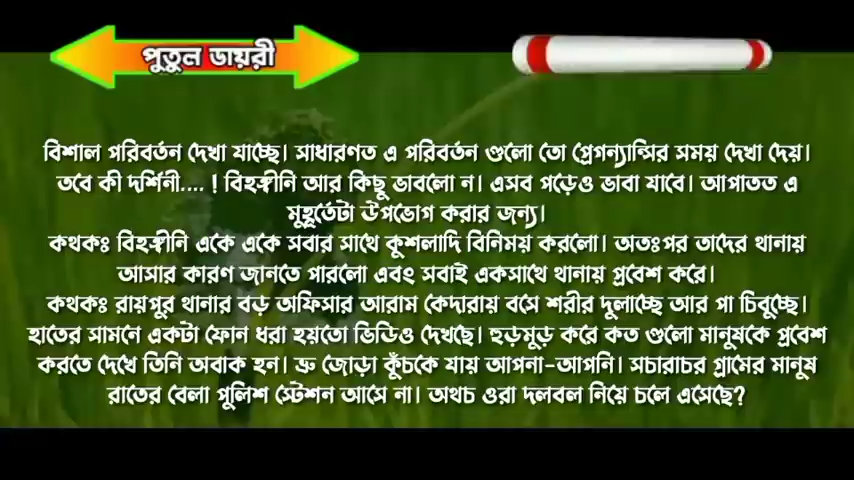 পুতুল ডায়রী
বিশাল পরিবর্তন দেখা যাচ্ছে। সাধারণত এ পরিবর্তন গুলো তো প্রেগন্যান্সির সময় দেখা দেয়।
তবে কী দর্শিনী.... ! বিহঙ্গীনি আর কিছু ভাবলো ন। এসব পড়েও ভাবা যাবে। আপাতত এ
মুহূর্তেটা উপভোগ করার জন্য।
কথকঃ বিহঙ্গীনি একে একে সবার সাথে কুশলাদি বিনিময় করলো। অতঃপর তাদের থানায়
আসার কারণ জানতে পারলো এবং সবাই একসাথে থানায় প্রবেশ করে।
কথকঃ রায়পুর থানার বড় অফিসার আরাম কেদারায় বসে শরীর দুলাচ্ছে আর পা চিবুচ্ছে।
হাতের সামনে একটা ফোন ধরা হয়তো ভিডিও দেখছে। হুড়মুড় করে কত গুলো মানুষকে প্রবেশ
করতে দেখে তিনি অবাক হন। ভ্রু জোড়া কুঁচকে যায় আপনা-আপনি। সচারাচর গ্রামের মানুষ
রাতের বেলা পুলিশ স্টেশন আসে না। অথচ ওরা দলবল নিয়ে চলে এসেছে?